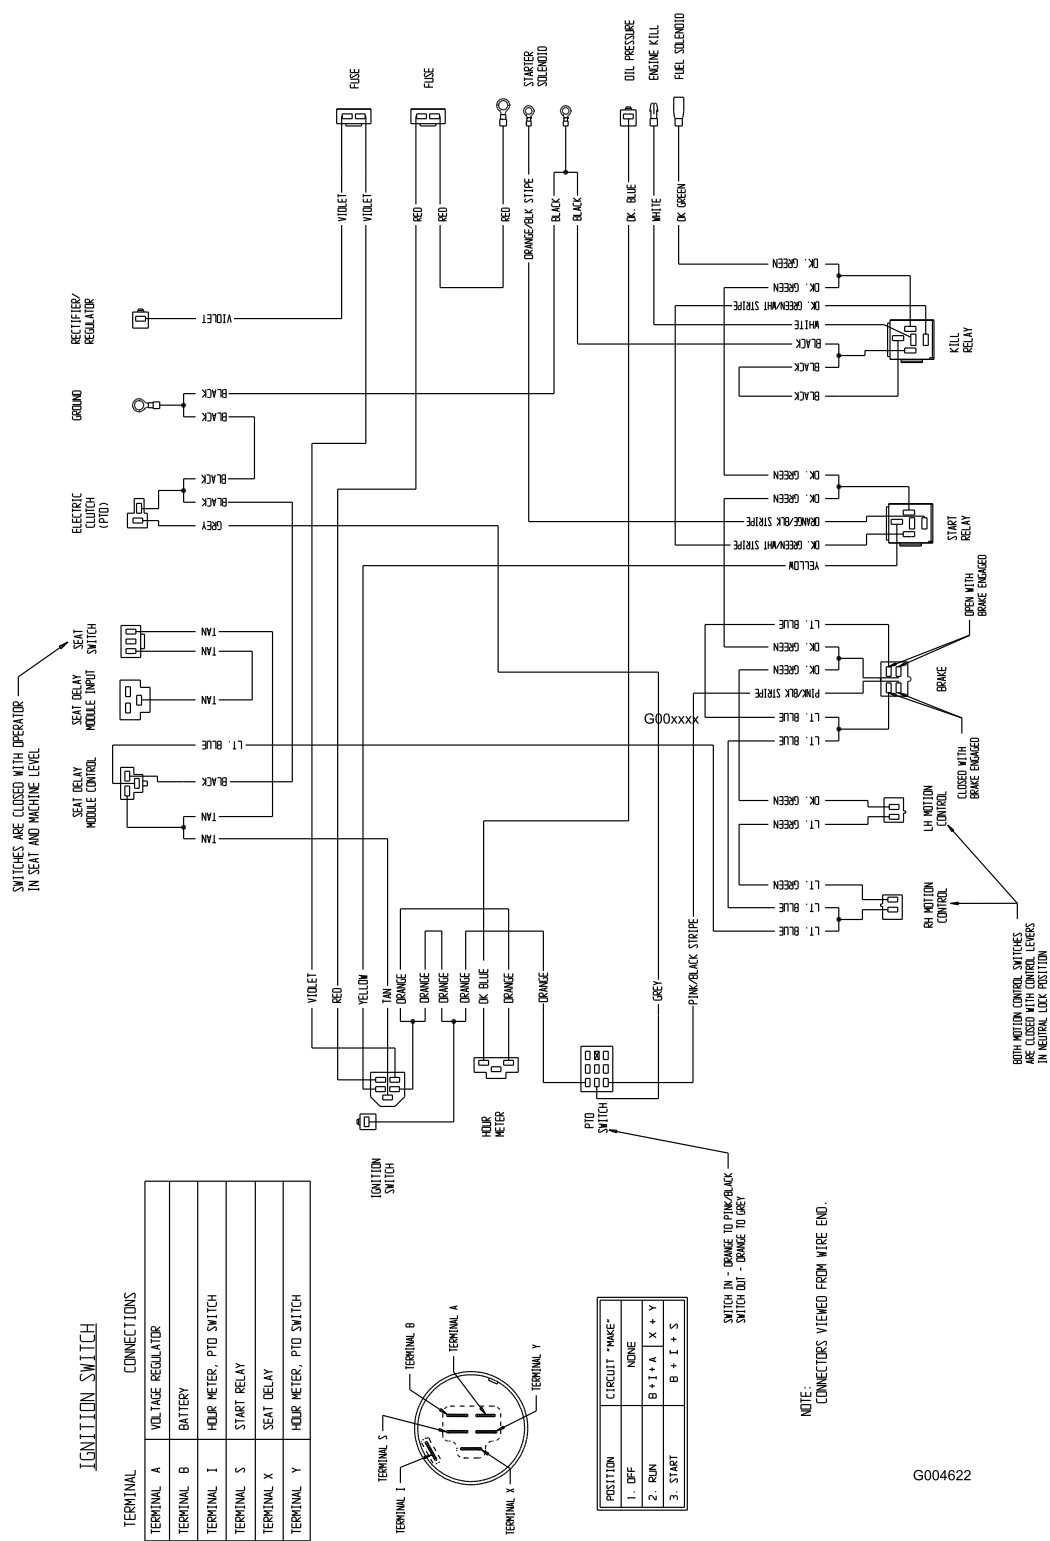 FUSE
FUSE
STARTER
SOLENOID
OIL PRESSURE
ENGINE KILL
FUEL SOLENOID
VIOLET
VIOLET
RED
RED
RED
ORANGE/BLK STIPE
BLACK
BLACK
DK. BLUE
WHITE
DK GREEN
RECTIFIER/
REGULATOR
VIOLET
GROUND
BLACK
BLACK
ELECTRIC
CLUTCH
(PTO)
BLACK
BLACK
GREY
SEAT
SWITCH
TAN
TAN
SEAT DELAY
MODULE INPUT
TAN
SEAT DELAY
MODULE CONTROL
LT. BLUE
BLACK
TAN
TAN
SWITCHES ARE CLOSED WITH OPERATOR
IN SEAT AND MACHINE LEVEL
DK. GREEN
DK. GREEN
DK. GREEN/WHT STRIPE
WHITE
BLACK
BLACK
BLACK
KILL
RELAY
DK. GREEN
DK. GREEN
ORANGE/BLK STRIPE
DK. GREEN/WHT STRIPE
YELLOW
START
RELAY
OPEN WITH
BRAKE ENGAGED
LT. BLUE
DK. GREEN
DK. GREEN
PINK/BLK STRIPE
LT. BLUE
LT. BLUE
BRAKE
CLOSED WITH
BRAKE ENGAGED
G00xxxx
DK. GREEN
LT. GREEN
LH MOTION
CONTROL
LT. GREEN
LT. BLUE
LT. BLUE
RH MOTION
CONTROL
BOTH MOTION CONTROL SWITCHES
ARE CLOSED WITH CONTROL LEVERS
IN NEUTRAL LOCK POSITION
VIOLET
RED
YELLOW
TAN
ORANGE
ORANGE
ORANGE
ORANGE
DK BLUE
ORANGE
ORANGE
GREY
PINK/BLACK STRIPE
IGNITION
SWITCH
HOUR
METER
PTO
SWITCH
SWITCH IN - ORANGE TO PINK/BLACK
SWITCH OUT - ORANGE TO GREY
IGNITION SWITCH
TERMINAL CONNECTIONS
TERMINAL A VOLTAGE REGULATOR
TERMINAL B BATTERY
TERMINAL I HOUR METER, PTO SWITCH
TERMINAL S START RELAY
TERMINAL X SEAT DELAY
TERMINAL Y HOUR METER, PTO SWITCH
TERMINAL I
TERMINAL S
TERMINAL B
TERMINAL A
TERMINAL X
TERMINAL Y
POSITION CIRCUIT "MAKE"
1. OFF NONE
2. RUN B+I+A X + Y
3. START B + I + S
NOTE:
CONNECTORS VIEWED FROM WIRE END.
G004622